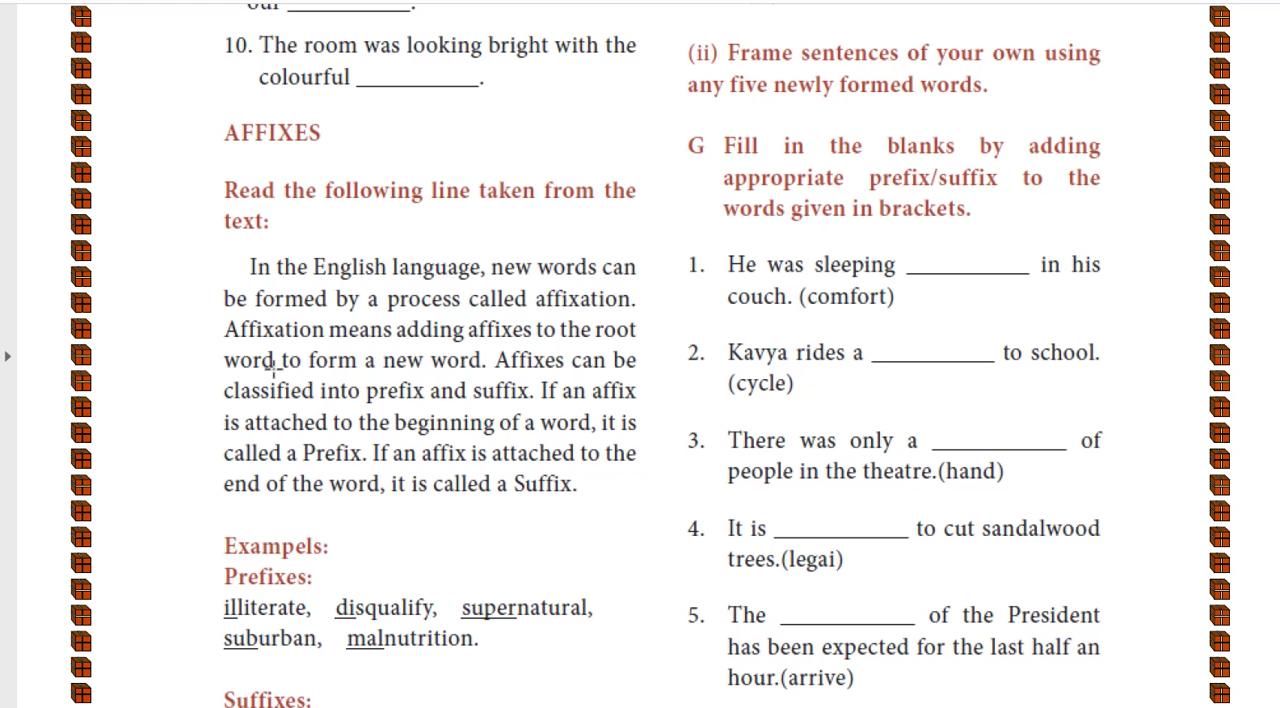 10. The room was looking bright with the
colourful ___________.
AFFIXES
Read the following line taken from the
text:
In the English language, new words can
be formed by a process called affixation.
Affixation means adding affixes to the root
word to form a new word. Affixes can be
classified into prefix and suffix. If an affix
is attached to the beginning of a word, it is
called a Prefix. If an affix is attached to the
end of the word, it is called a Suffix.
Exampels:
Prefixes:
illiterate, disqualify, supernatural,
suburban, malnutrition.
Suffixes:
(ii) Frame sentences of your own using
any five newly formed words.
G Fill in the blanks by adding
appropriate prefix/suffix to the
words given in brackets.
1. He was sleeping ___________ in his
couch. (comfort)
2. Kavya rides a ___________ to school.
(cycle)
3. There was only a ____________ of
people in the theatre.(hand)
4. It is ____________ to cut sandalwood
trees.(legai)
5. The ____________ of the President
has been expected for the last half an
hour.(arrive)